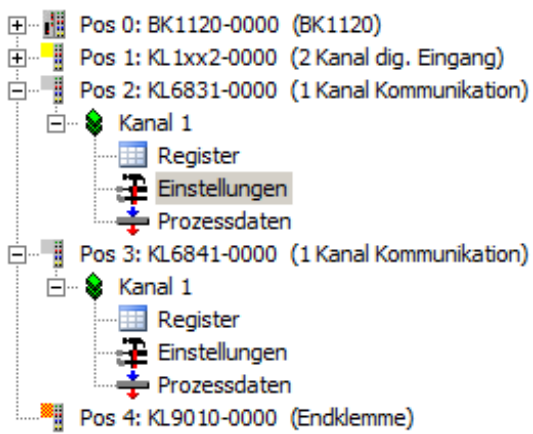 Pos 0: BK1120-0000 (BK1120)
Pos 1: KL1xx2-0000 (2 Kanal dig. Eingang)
Pos 2: KL6831-0000 (1 Kanal Kommunikation)
Kanal 1
Register
Einstellungen
Prozessdaten
Pos 3: KL6841-0000 (1 Kanal Kommunikation)
Kanal 1
Register
Einstellungen
Prozessdaten
Pos 4: KL9010-0000 (Endklemme)